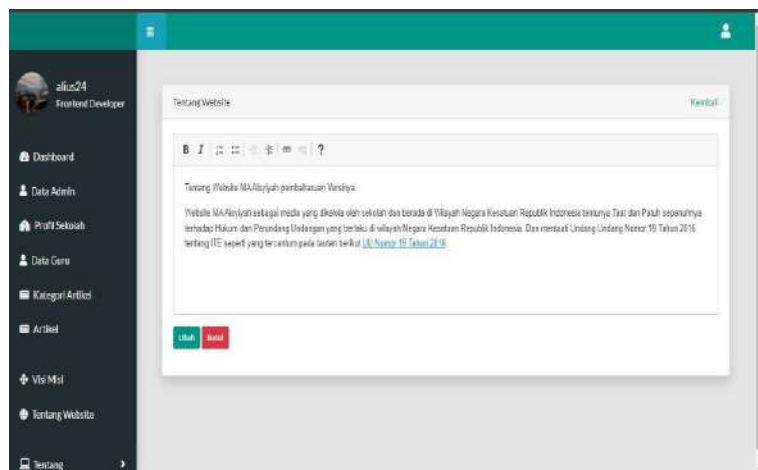 alius24
Frontend Developer
Dashboard
Data Admin
Profil Sekolah
Data Guru
Kategori Artikel
Artikel
Visi Misi
Tentang Website
Tentang
Tentang Website
Kembali
B I ?
Tentang Website MA Aisyiyah pembaharuan Versinya
Website MA Aisyiyah sebagai media yang dikelola oleh sekolah dan berada di Wilayah Negara Kesatuan Republik Indonesia tentunya Taat dan Patuh sepenuhnya
terhadap Hukum dan Perundang Undangan yang berlaku di wilayah Negara Kesatuan Republik Indonesia. Dan mentaati Undang Undang Nomor 19 Tahun 2016
tentang ITE seperti yang tercantum pada tautan berikut UU Nomor 19 Tahun 2016
Ubah
Batal